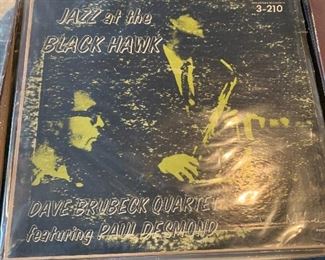 JAZZ at the
3-210
BLACK HAWK
DAVE BRUBECK QUARTET
featuring PAUL DESMOND